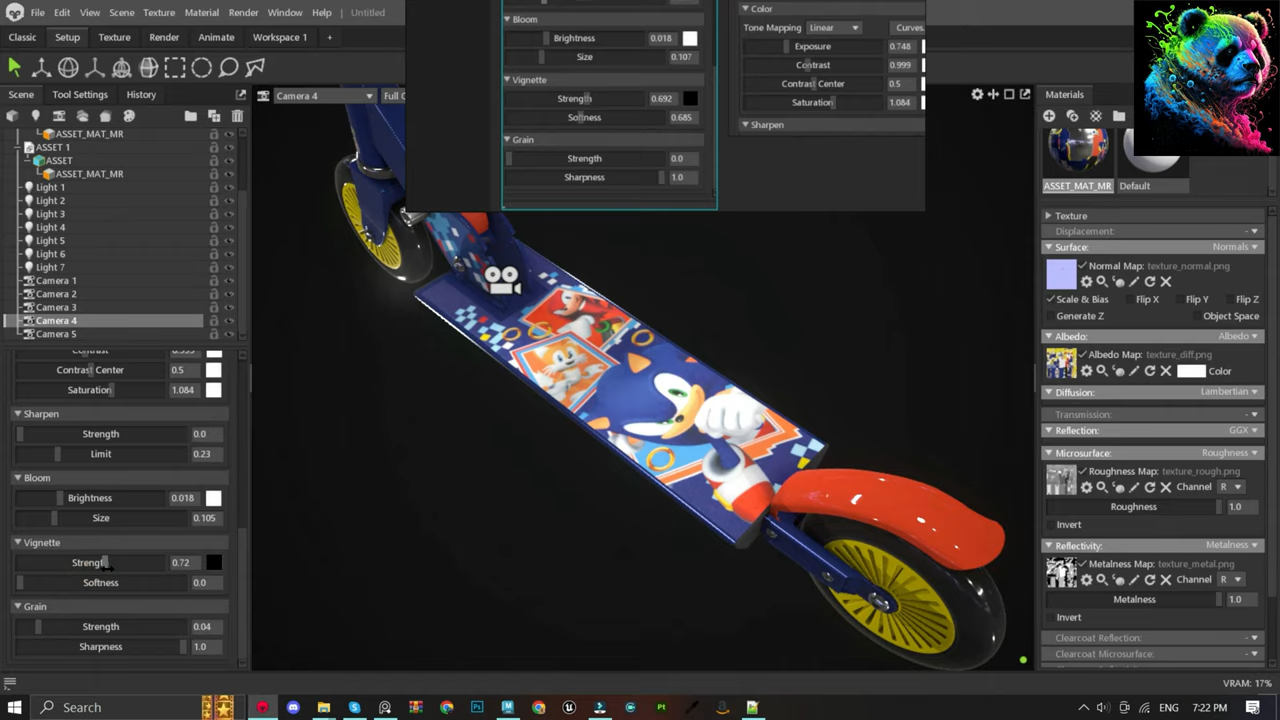 File Edit View Scene Texture Material Render Window Help Untitled
Classic Setup Texture Render Animate Workspace 1 +
Scene Tool Settings History
ASSET_MAT_MR
ASSET 1
ASSET
ASSET_MAT_MR
Light 1
Light 2
Light 3
Light 4
Light 5
Light 6
Light 7
Camera 1
Camera 2
Camera 3
Camera 4
Camera 5
Contrast Center 0.5
Saturation 1.084
Sharpen
Strength 0.0
Limit 0.23
Bloom
Brightness 0.018
Size 0.105
Vignette
Strength 0.72
Softness 0.0
Grain
Strength 0.04
Sharpness 1.0
Camera 4
Bloom
Brightness 0.018
Size 0.107
Vignette
Strength 0.692
Softness 0.685
Grain
Strength 0.0
Sharpness 1.0
Color
Tone Mapping Linear Curves
Exposure 0.748
Contrast 0.999
Contrast Center 0.5
Saturation 1.084
Sharpen
Materials
ASSET_MAT_MR Default
Texture
Displacement:
Surface: Normals
Normal Map: texture_normal.png
Scale & Bias Flip X Flip Y Flip Z
Generate Z Object Space
Albedo: Albedo
Albedo Map: texture_diff.png
Color
Diffusion: Lambertian
Transmission:
Reflection: GGX
Microsurface: Roughness
Roughness Map: texture_rough.png
Channel R
Roughness 1.0
Invert
Reflectivity: Metalness
Metalness Map: texture_metal.png
Channel R
Metalness 1.0
Invert
Clearcoat Reflection:
Clearcoat Microsurface:
VRAM: 17%
Search
ENG 7:22 PM